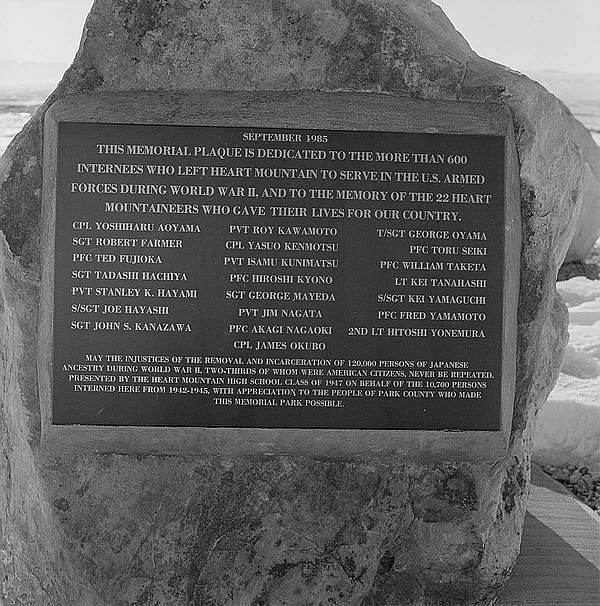 SEPTEMBER 1985
THIS MEMORIAL PLAQUE IS DEDICATED TO THE MORE THAN 600
INTERNEES WHO LEFT HEART MOUNTAIN TO SERVE IN THE U.S. ARMED
FORCES DURING WORLD WAR II, AND TO THE MEMORY OF THE 22 HEART
MOUNTAINEERS WHO GAVE THEIR LIVES FOR OUR COUNTRY.
CPL YOSHIHARU AOYAMA
SGT ROBERT FARMER
PFC TED FUJIOKA
SGT TADASHI HACHIYA
PVT STANLEY K. HAYAMI
S/SGT JOE HAYASHI
SGT JOHN S. KANAZAWA
PVT ROY KAWAMOTO
CPL YASUO KENMOTSU
PVT ISAMU KUNIMATSU
PFC HIROSHI KYONO
SGT GEORGE MAYEDA
PVT JIM NAGATA
PFC AKAGI NAGAOKI
CPL JAMES OKUBO
T/SGT GEORGE OYAMA
PFC TORU SEIKI
PFC WILLIAM TAKETA
LT KEI TANAHASHI
S/SGT KEI YAMAGUCHI
PFC FRED YAMAMOTO
2ND LT HITOSHI YONEMURA
MAY THE INJUSTICES OF THE REMOVAL AND INCARCERATION OF 120,000 PERSONS OF JAPANESE
ANCESTRY DURING WORLD WAR II, TWO-THIRDS OF WHOM WERE AMERICAN CITIZENS, NEVER BE REPEATED.
PRESENTED BY THE HEART MOUNTAIN HIGH SCHOOL CLASS OF 1947 ON BEHALF OF THE 10,700 PERSONS
INTERNED HERE FROM 1942-1945, WITH APPRECIATION TO THE PEOPLE OF PARK COUNTY WHO MADE
THIS MEMORIAL PARK POSSIBLE.